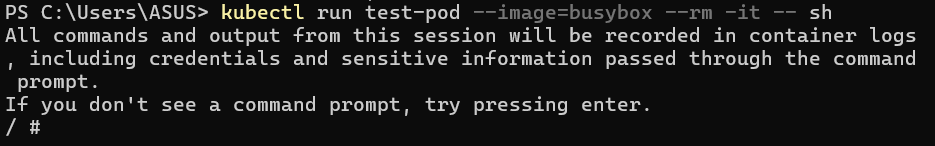 PS C:\Users\ASUS> kubectl run test-pod --image=busybox --rm -it -- sh
All commands and output from this session will be recorded in container logs
, including credentials and sensitive information passed through the command
 prompt.
If you don't see a command prompt, try pressing enter.
/ #